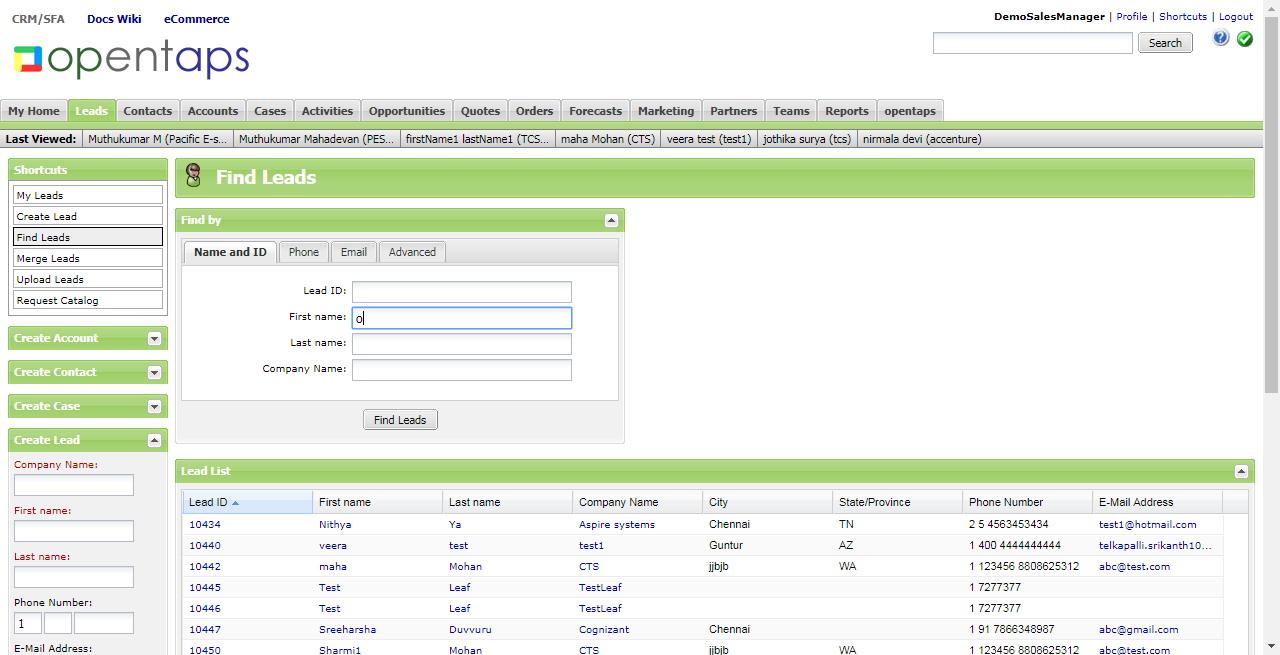 CRM/SFA Docs Wiki eCommerce
DemoSalesManager | Profile | Shortcuts | Logout
opentaps
Search
My Home Leads Contacts Accounts Cases Activities Opportunities Quotes Orders Forecasts Marketing Partners Teams Reports opentaps
Last Viewed: Muthukumar M (Pacific E-s... Muthukumar Mahadevan (PES... firstName1 lastName1 (TCS... maha Mohan (CTS) veera test (test1) jothika surya (tcs) nirmala devi (accenture)
Shortcuts
My Leads
Create Lead
Find Leads
Merge Leads
Upload Leads
Request Catalog
Create Account
Create Contact
Create Case
Create Lead
Company Name:
First name:
Last name:
Phone Number:
1
E-Mail Address:
Find Leads
Find by
Name and ID Phone Email Advanced
Lead ID:
First name: o
Last name:
Company Name:
Find Leads
Lead List
Lead ID First name Last name Company Name City State/Province Phone Number E-Mail Address
10434 Nithya Ya Aspire systems Chennai TN 2 5 4563453434 test1@hotmail.com
10440 veera test test1 Guntur AZ 1 400 4444444444 telkapalli.srikanth10...
10442 maha Mohan CTS jjbjb WA 1 123456 8808625312 abc@test.com
10445 Test Leaf TestLeaf 1 7277377
10446 Test Leaf TestLeaf 1 7277377
10447 Sreeharsha Duvvuru Cognizant Chennai 1 91 7866348987 abc@gmail.com
10450 Sharmi1 Mohan CTS jjbjb WA 1 123456 8808625312 abc@test.com